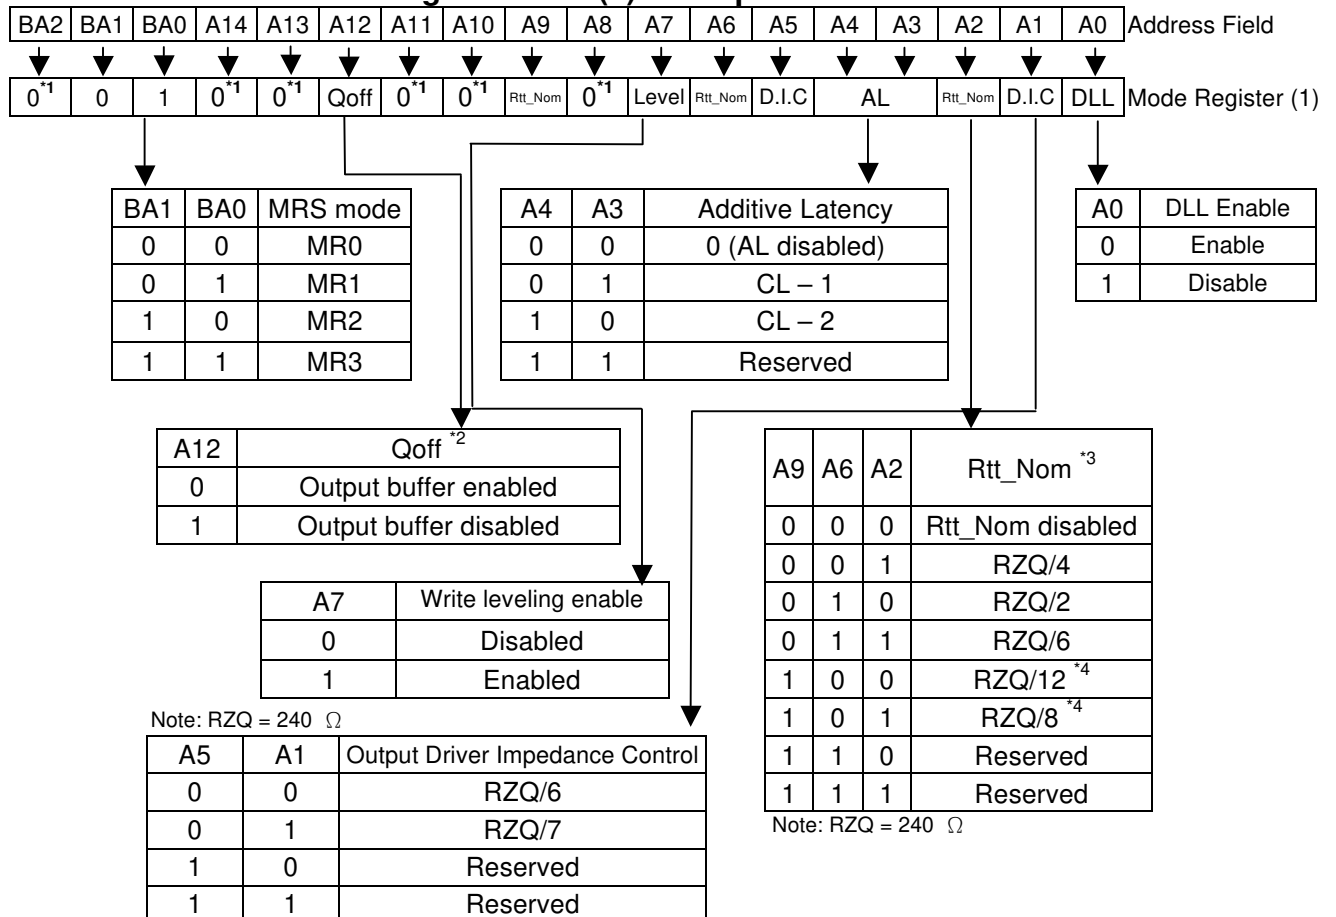 BA2 BA1 BA0 A14 A13 A12 A11 A10 A9 A8 A7 A6 A5 A4 A3 A2 A1 A0 Address Field
0*1 0 1 0*1 0*1 Qoff 0*1 0*1 Rtt_Nom 0*1 Level Rtt_Nom D.I.C AL Rtt_Nom D.I.C DLL Mode Register (1)
BA1 BA0 MRS mode
0 0 MR0
0 1 MR1
1 0 MR2
1 1 MR3
A4 A3 Additive Latency
0 0 0 (AL disabled)
0 1 CL – 1
1 0 CL – 2
1 1 Reserved
A0 DLL Enable
0 Enable
1 Disable
A12 Qoff *2
0 Output buffer enabled
1 Output buffer disabled
A9 A6 A2 Rtt_Nom *3
0 0 0 Rtt_Nom disabled
0 0 1 RZQ/4
0 1 0 RZQ/2
0 1 1 RZQ/6
1 0 0 RZQ/12 *4
1 0 1 RZQ/8 *4
1 1 0 Reserved
1 1 1 Reserved
Note: RZQ = 240 Ω
A7 Write leveling enable
0 Disabled
1 Enabled
Note: RZQ = 240 Ω
A5 A1 Output Driver Impedance Control
0 0 RZQ/6
0 1 RZQ/7
1 0 Reserved
1 1 Reserved